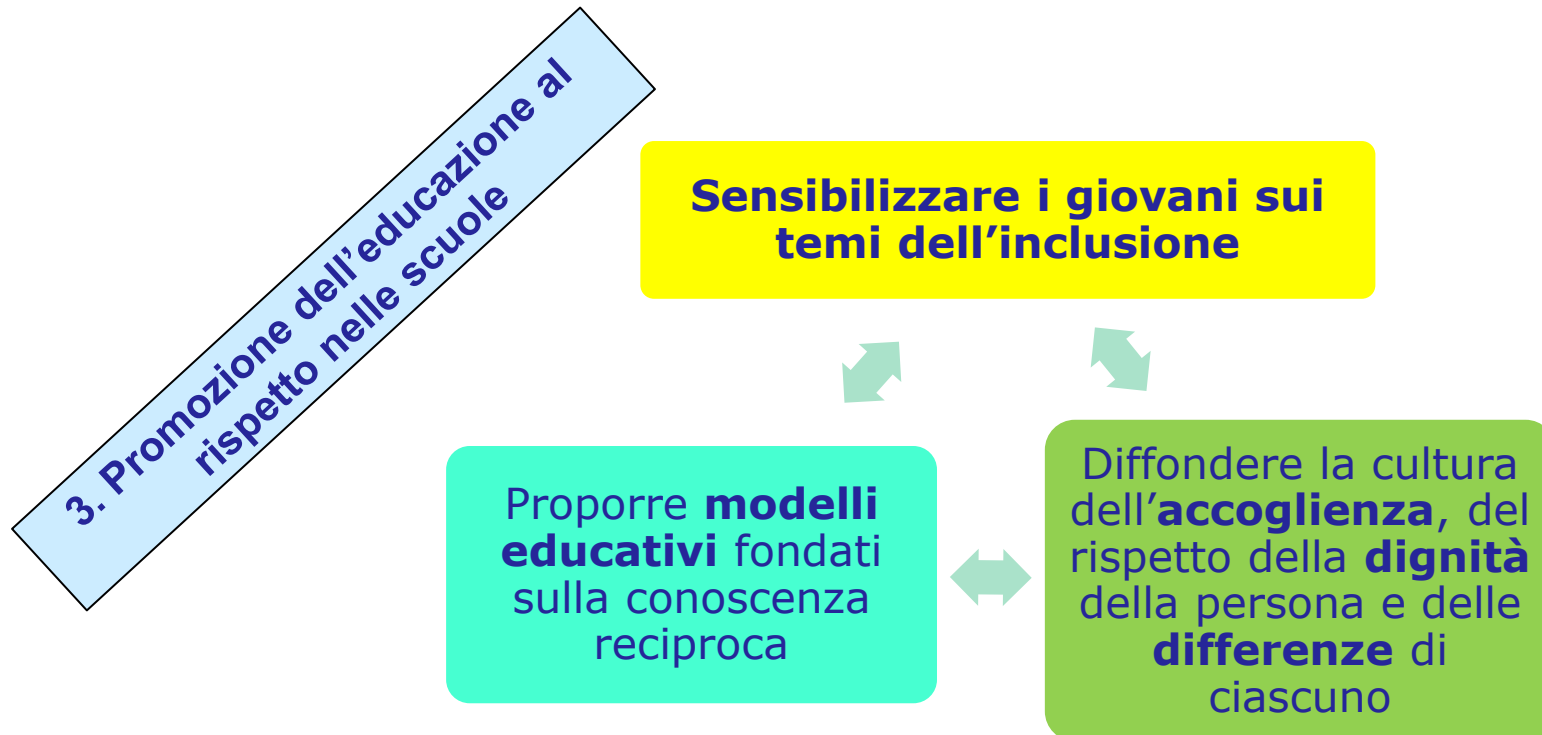 3. Promozione dell'educazione al
rispetto nelle scuole
Sensibilizzare i giovani sui
temi dell’inclusione
Proporre modelli
educativi fondati
sulla conoscenza
reciproca
Diffondere la cultura
dell’accoglienza, del
rispetto della dignità
della persona e delle
differenze di
ciascuno